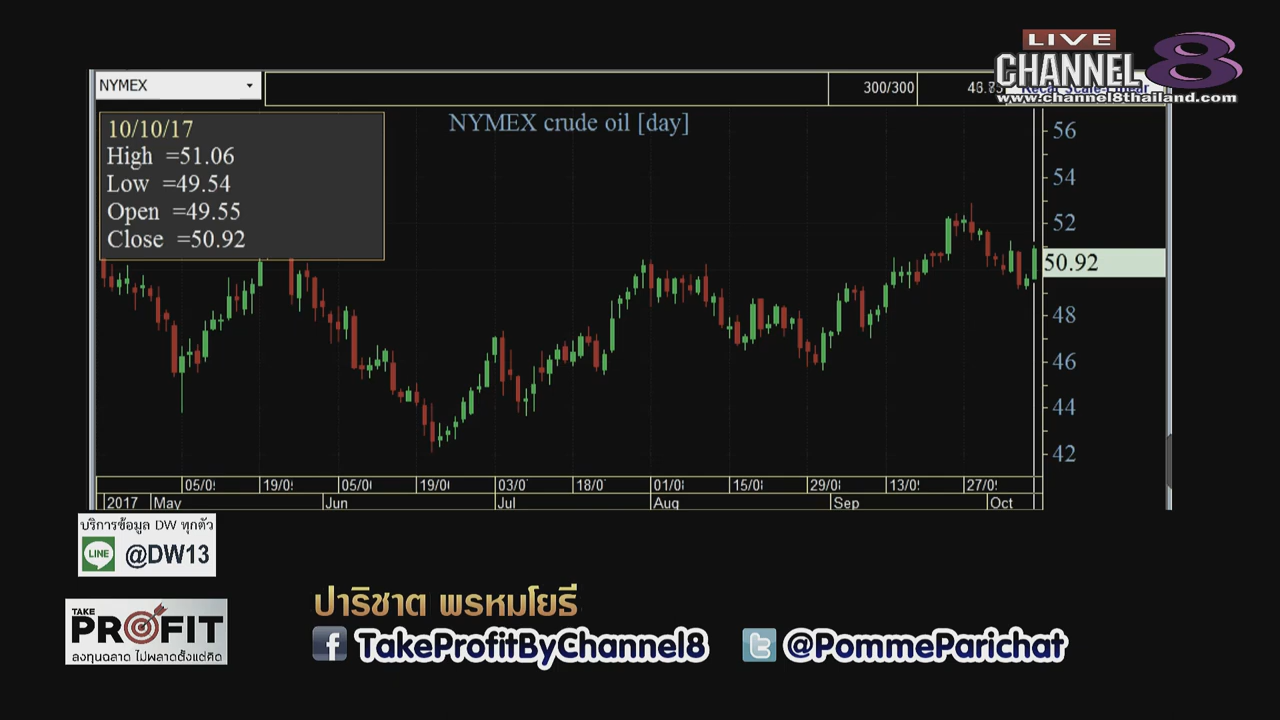 LIVE
CHANNEL 8
www.channel8thailand.com
NYMEX
300/300
NYMEX crude oil [day]
10/10/17
High =51.06
Low =49.54
Open =49.55
Close =50.92
56
54
52
50.92
48
46
44
42
05/0 19/0 05/0 19/0 03/0 18/0 01/0 15/0 29/0 13/0 27/0
2017 May Jun Jul Aug Sep Oct
บริการข้อมูล DW ทุกตัว
LINE @DW13
TAKE
PROFIT
ลงทุนฉลาด ไม่พลาดตั้งแต่คิด
ปาริชาต พรหมโยธี
f TakeProfitByChannel8 t @PommeParichat